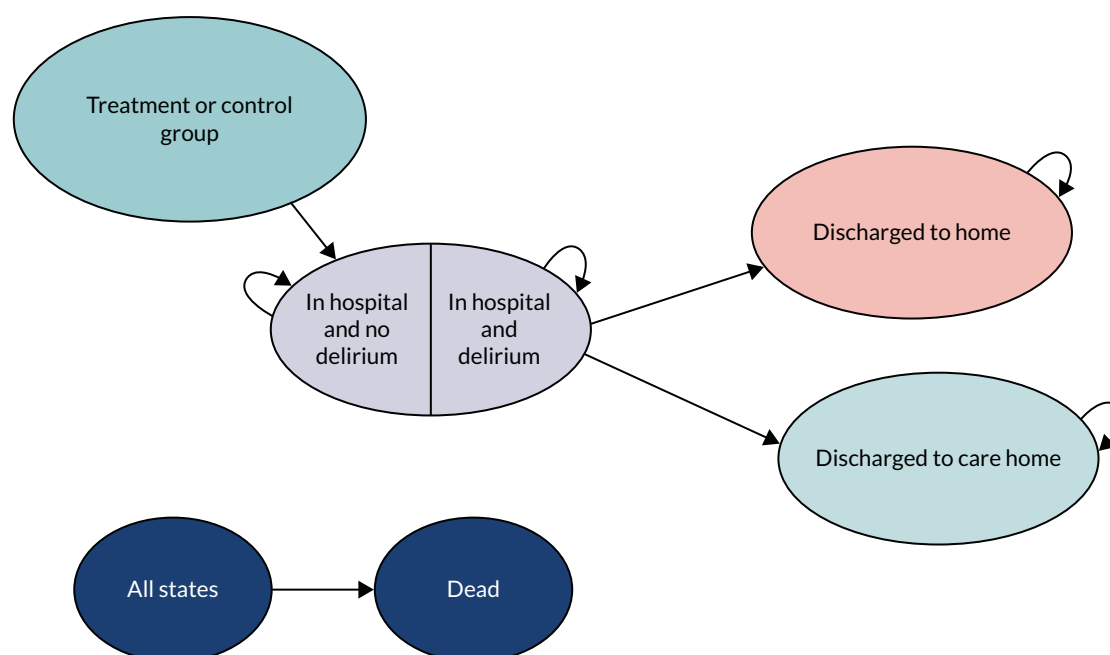 Treatment or control
group
In hospital
and no
delirium
In hospital
and
delirium
Discharged to home
Discharged to care home
All states
Dead